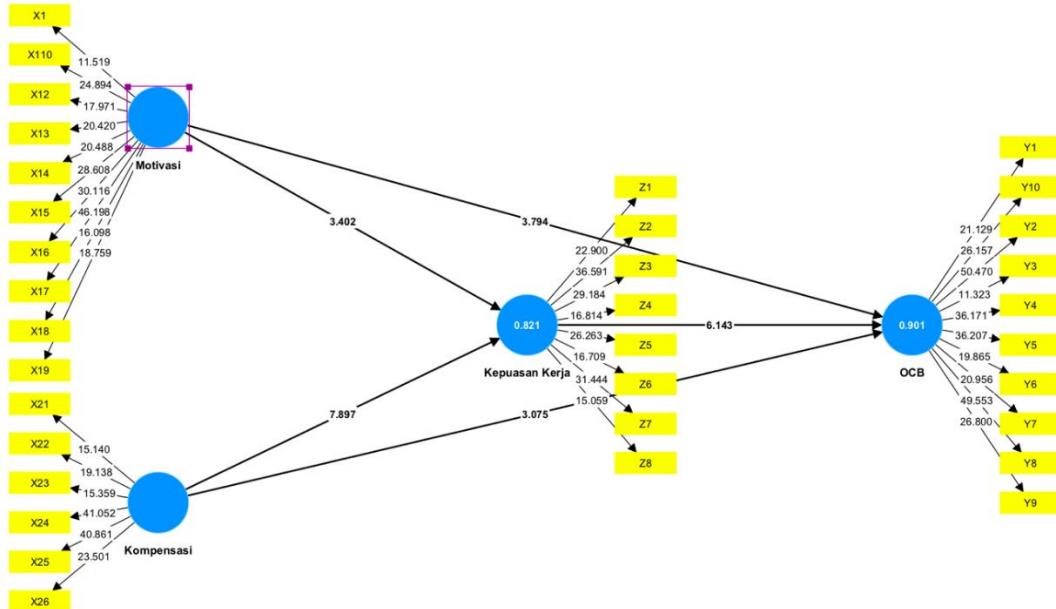 X1
X110
X12
X13
X14
X15
X16
X17
X18
X19
11.519
24.894
17.971
20.420
20.488
28.608
30.116
46.198
16.098
18.759
Motivasi
X21
X22
X23
X24
X25
X26
15.140
19.138
15.359
41.052
40.861
23.501
Kompensasi
3.402
3.794
7.897
3.075
6.143
0.821
Kepuasan Kerja
22.900
36.591
29.184
16.814
26.263
16.709
31.444
15.059
Z1
Z2
Z3
Z4
Z5
Z6
Z7
Z8
0.901
OCB
21.129
26.157
50.470
11.323
36.171
36.207
19.865
20.956
49.553
26.800
Y1
Y10
Y2
Y3
Y4
Y5
Y6
Y7
Y8
Y9